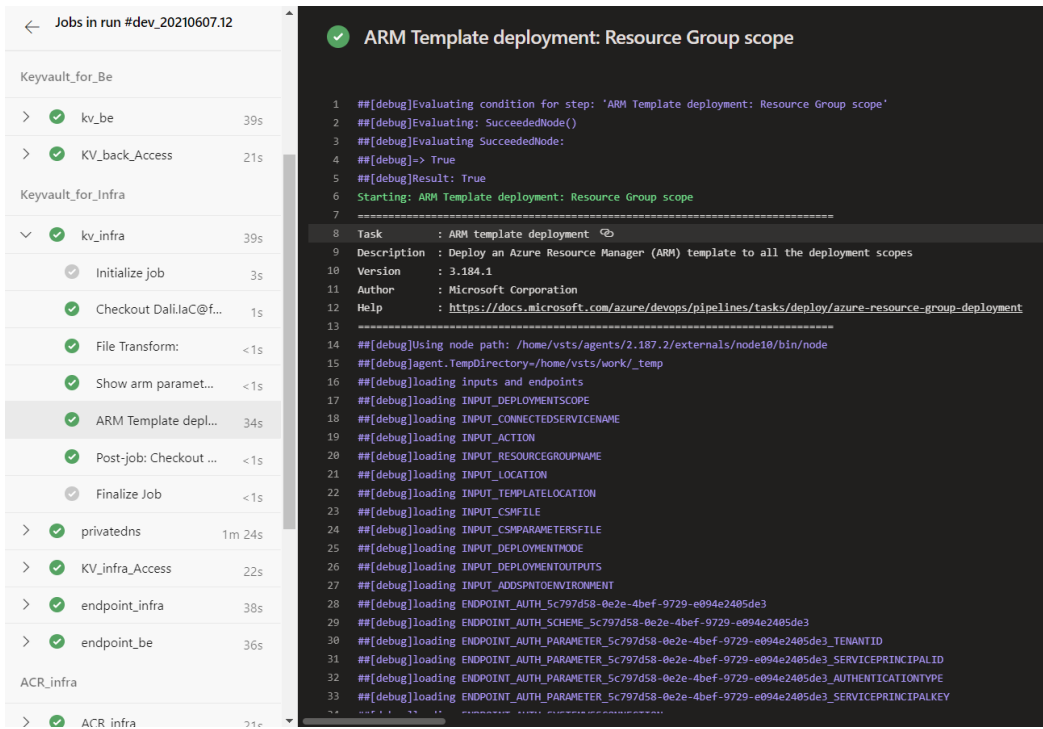 Jobs in run #dev_20210607.12
Keyvault_for_Be
kv_be 39s
KV_back_Access 21s
Keyvault_for_Infra
kv_infra 39s
Initialize job 3s
Checkout Dali.IaC@f... 1s
File Transform: <1s
Show arm paramet... <1s
ARM Template depl... 34s
Post-job: Checkout ... <1s
Finalize Job <1s
privatedns 1m 24s
KV_infra_Access 22s
endpoint_infra 38s
endpoint_be 36s
ACR_infra
ACR_infra 21s
ARM Template deployment: Resource Group scope
1 ##[debug]Evaluating condition for step: 'ARM Template deployment: Resource Group scope'
2 ##[debug]Evaluating: SucceededNode()
3 ##[debug]Evaluating SucceededNode:
4 ##[debug]=> True
5 ##[debug]Result: True
6 Starting: ARM Template deployment: Resource Group scope
7 ==============================================================================
8 Task : ARM template deployment
9 Description : Deploy an Azure Resource Manager (ARM) template to all the deployment scopes
10 Version : 3.184.1
11 Author : Microsoft Corporation
12 Help : https://docs.microsoft.com/azure/devops/pipelines/tasks/deploy/azure-resource-group-deployment
13 ==============================================================================
14 ##[debug]Using node path: /home/vsts/agents/2.187.2/externals/node10/bin/node
15 ##[debug]agent.TempDirectory=/home/vsts/work/_temp
16 ##[debug]loading inputs and endpoints
17 ##[debug]loading INPUT_DEPLOYMENTSCOPE
18 ##[debug]loading INPUT_CONNECTEDSERVICENAME
19 ##[debug]loading INPUT_ACTION
20 ##[debug]loading INPUT_RESOURCEGROUPNAME
21 ##[debug]loading INPUT_LOCATION
22 ##[debug]loading INPUT_TEMPLATELOCATION
23 ##[debug]loading INPUT_CSMFILE
24 ##[debug]loading INPUT_CSMPARAMETERSFILE
25 ##[debug]loading INPUT_DEPLOYMENTMODE
26 ##[debug]loading INPUT_DEPLOYMENTOUTPUTS
27 ##[debug]loading INPUT_ADDSPNTOENVIRONMENT
28 ##[debug]loading ENDPOINT_AUTH_5c797d58-0e2e-4bef-9729-e094e2405de3
29 ##[debug]loading ENDPOINT_AUTH_SCHEME_5c797d58-0e2e-4bef-9729-e094e2405de3
30 ##[debug]loading ENDPOINT_AUTH_PARAMETER_5c797d58-0e2e-4bef-9729-e094e2405de3_TENANTID
31 ##[debug]loading ENDPOINT_AUTH_PARAMETER_5c797d58-0e2e-4bef-9729-e094e2405de3_SERVICEPRINCIPALID
32 ##[debug]loading ENDPOINT_AUTH_PARAMETER_5c797d58-0e2e-4bef-9729-e094e2405de3_AUTHENTICATIONTYPE
33 ##[debug]loading ENDPOINT_AUTH_PARAMETER_5c797d58-0e2e-4bef-9729-e094e2405de3_SERVICEPRINCIPALKEY